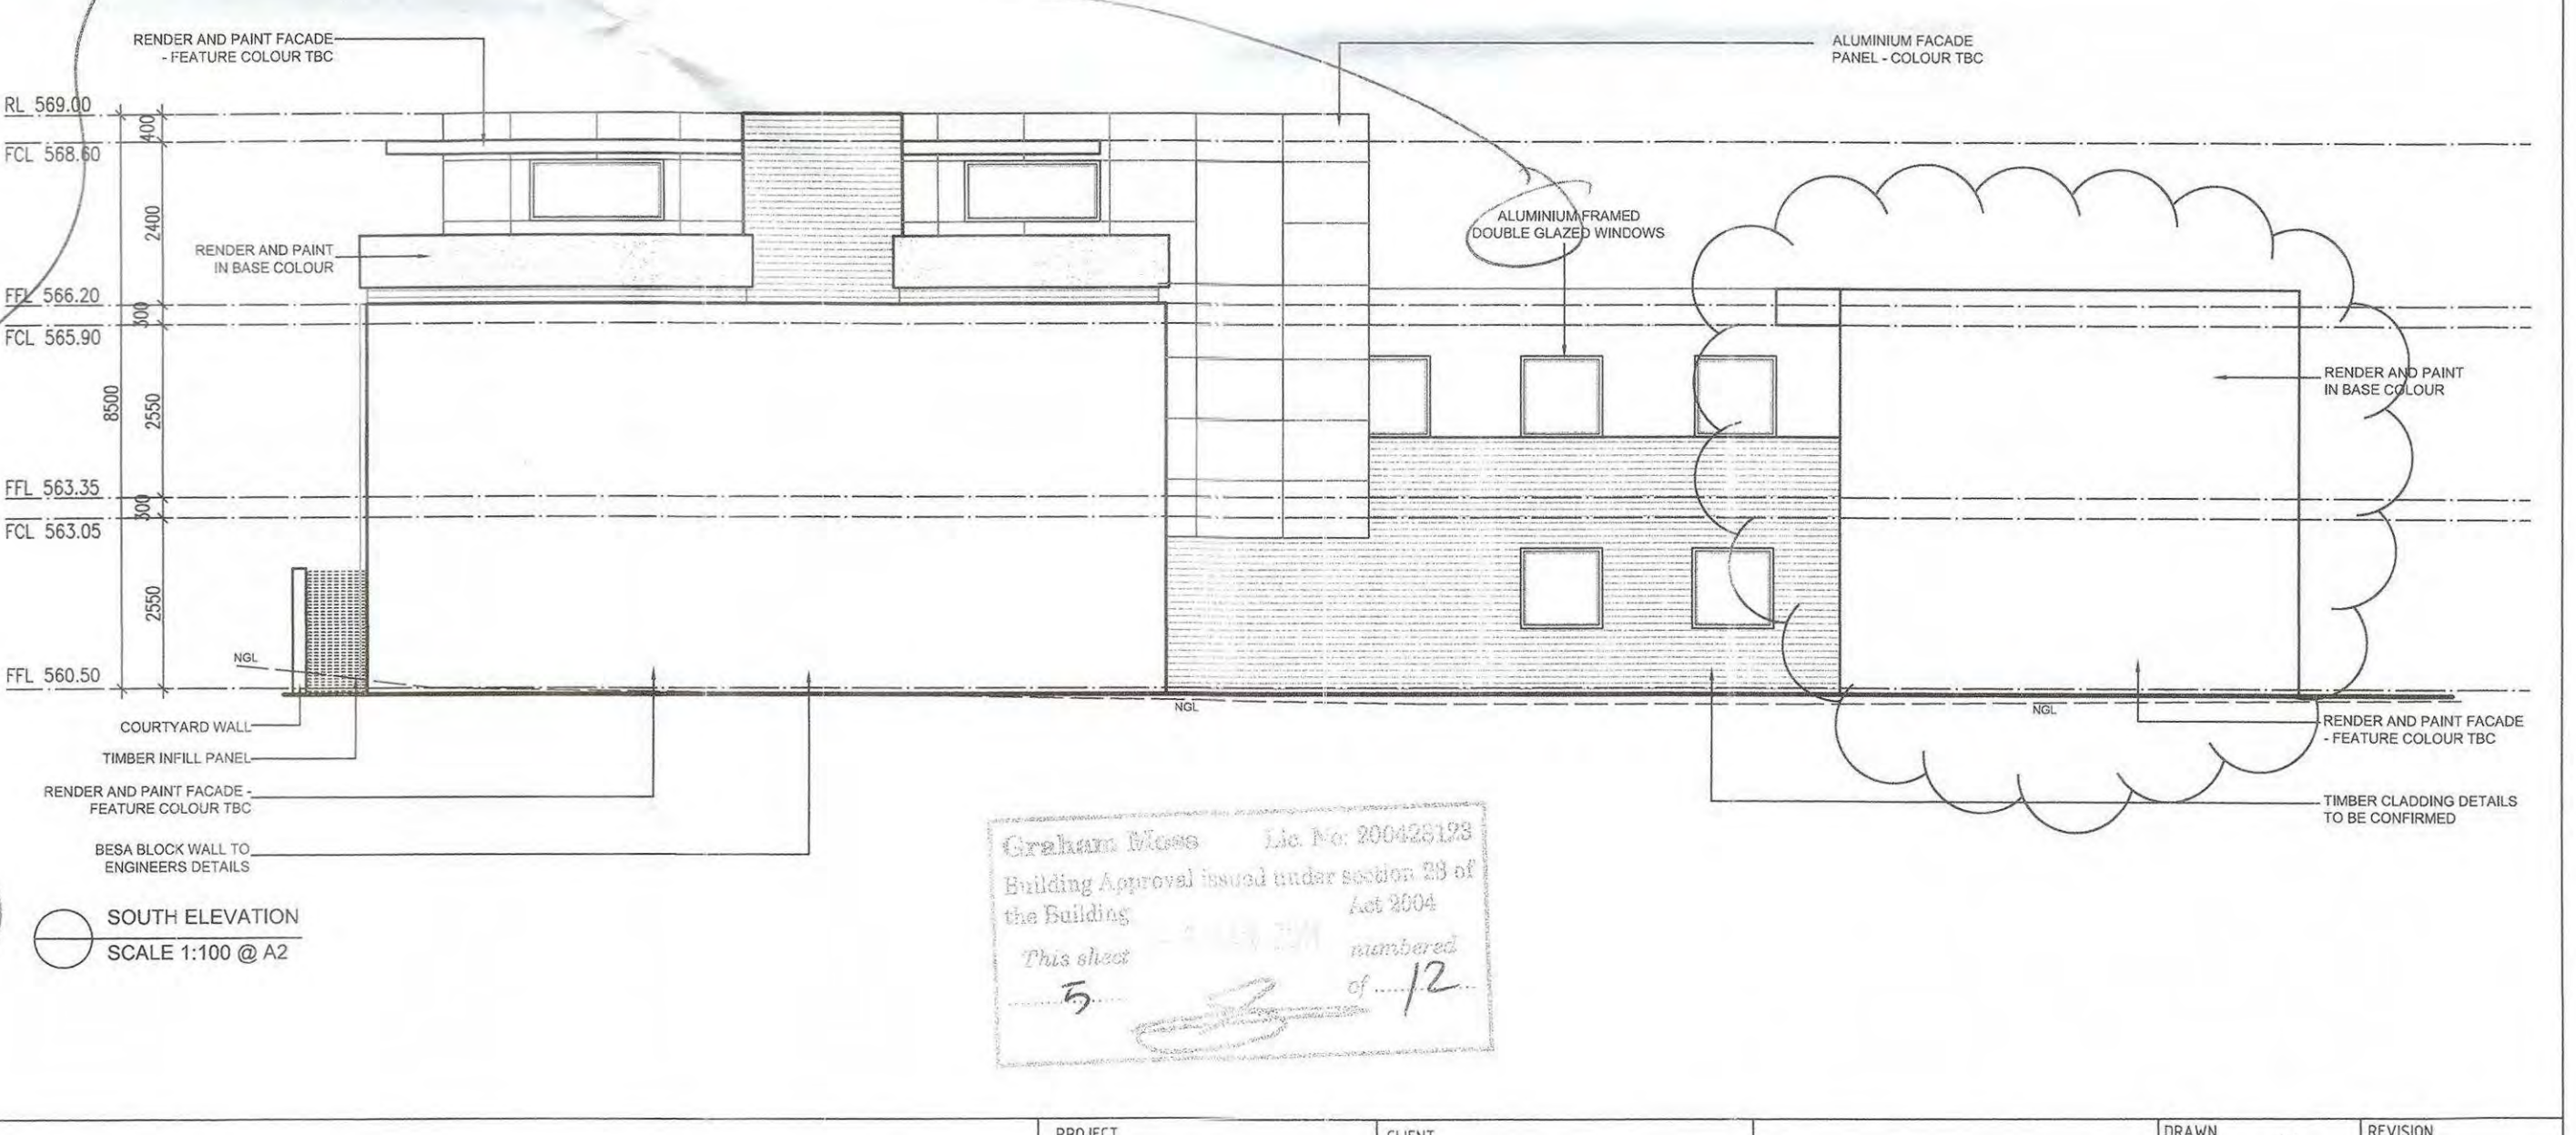 RENDER AND PAINT FACADE
- FEATURE COLOUR TBC
ALUMINIUM FACADE
PANEL - COLOUR TBC
RL 569.00
400
FCL 568.60
2400
RENDER AND PAINT
IN BASE COLOUR
ALUMINIUM FRAMED
DOUBLE GLAZED WINDOWS
FFL 566.20
300
FCL 565.90
8500
2550
RENDER AND PAINT
IN BASE COLOUR
FFL 563.35
300
FCL 563.05
2550
NGL
FFL 560.50
NGL
NGL
COURTYARD WALL
TIMBER INFILL PANEL
RENDER AND PAINT FACADE -
FEATURE COLOUR TBC
BESA BLOCK WALL TO
ENGINEERS DETAILS
RENDER AND PAINT FACADE
- FEATURE COLOUR TBC
TIMBER CLADDING DETAILS
TO BE CONFIRMED
SOUTH ELEVATION
SCALE 1:100 @ A2
Graham Moss Lic. No: 200428123
Building Approval issued under section 28 of
the Building Act 2004
This sheet numbered
5 of 12
PROJECT
CLIENT
DRAWN
REVISION